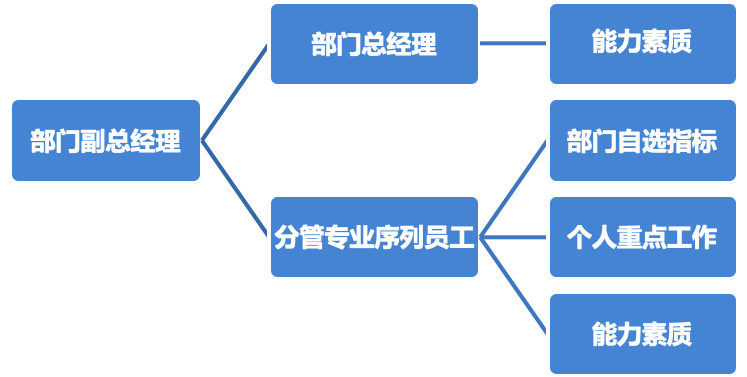 部门副总经理
部门总经理
能力素质
分管专业序列员工
部门自选指标
个人重点工作
能力素质